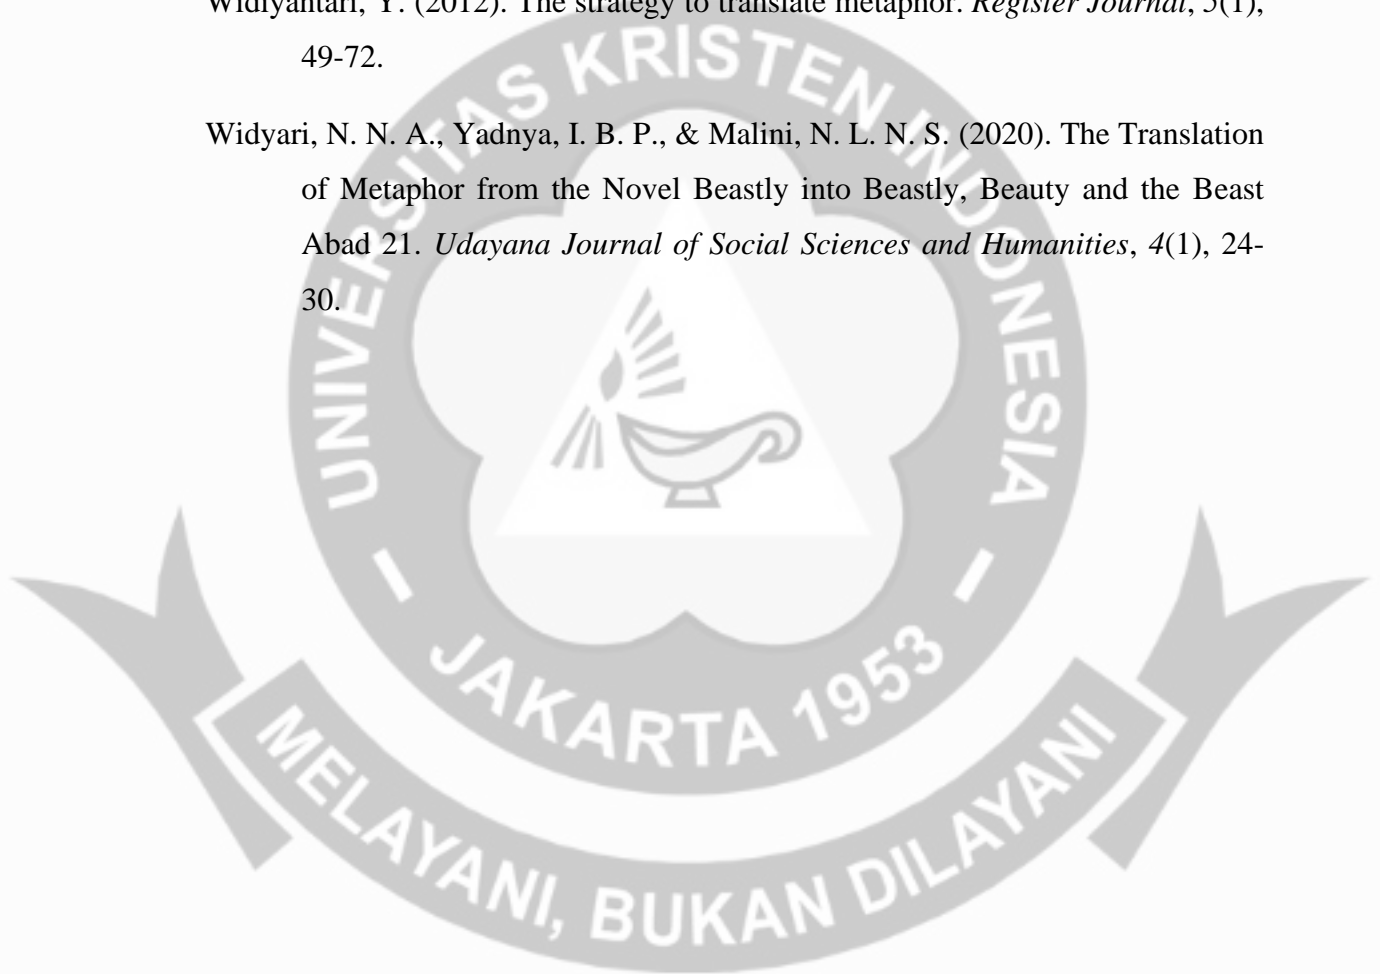 Widiyantari, Y. (2012). The strategy to translate metaphor. Register Journal, 5(1),
49-72.
Widyari, N. N. A., Yadnya, I. B. P., & Malini, N. L. N. S. (2020). The Translation
of Metaphor from the Novel Beastly into Beastly, Beauty and the Beast
Abad 21. Udayana Journal of Social Sciences and Humanities, 4(1), 24-
30.
UNIVERSITAS KRISTEN INDONESIA
JAKARTA 1953
MELAYANI, BUKAN DILAYANI